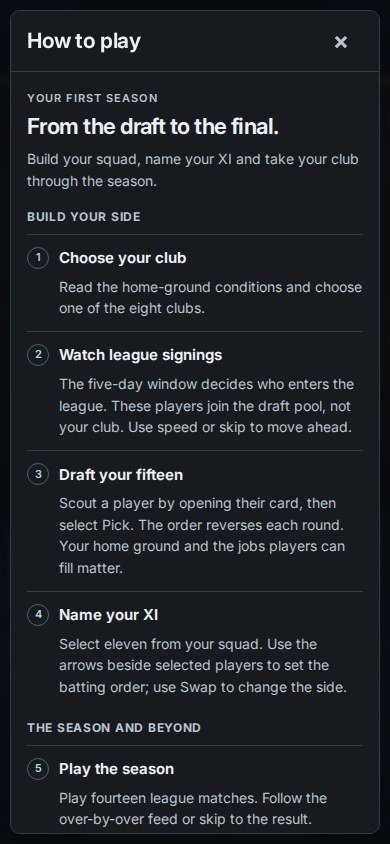 How to play
×
YOUR FIRST SEASON
From the draft to the final.
Build your squad, name your XI and take your club
through the season.
BUILD YOUR SIDE
1 Choose your club
Read the home-ground conditions and choose
one of the eight clubs.
2 Watch league signings
The five-day window decides who enters the
league. These players join the draft pool, not
your club. Use speed or skip to move ahead.
3 Draft your fifteen
Scout a player by opening their card, then
select Pick. The order reverses each round.
Your home ground and the jobs players can
fill matter.
4 Name your XI
Select eleven from your squad. Use the
arrows beside selected players to set the
batting order; use Swap to change the side.
THE SEASON AND BEYOND
5 Play the season
Play fourteen league matches. Follow the
over-by-over feed or skip to the result.